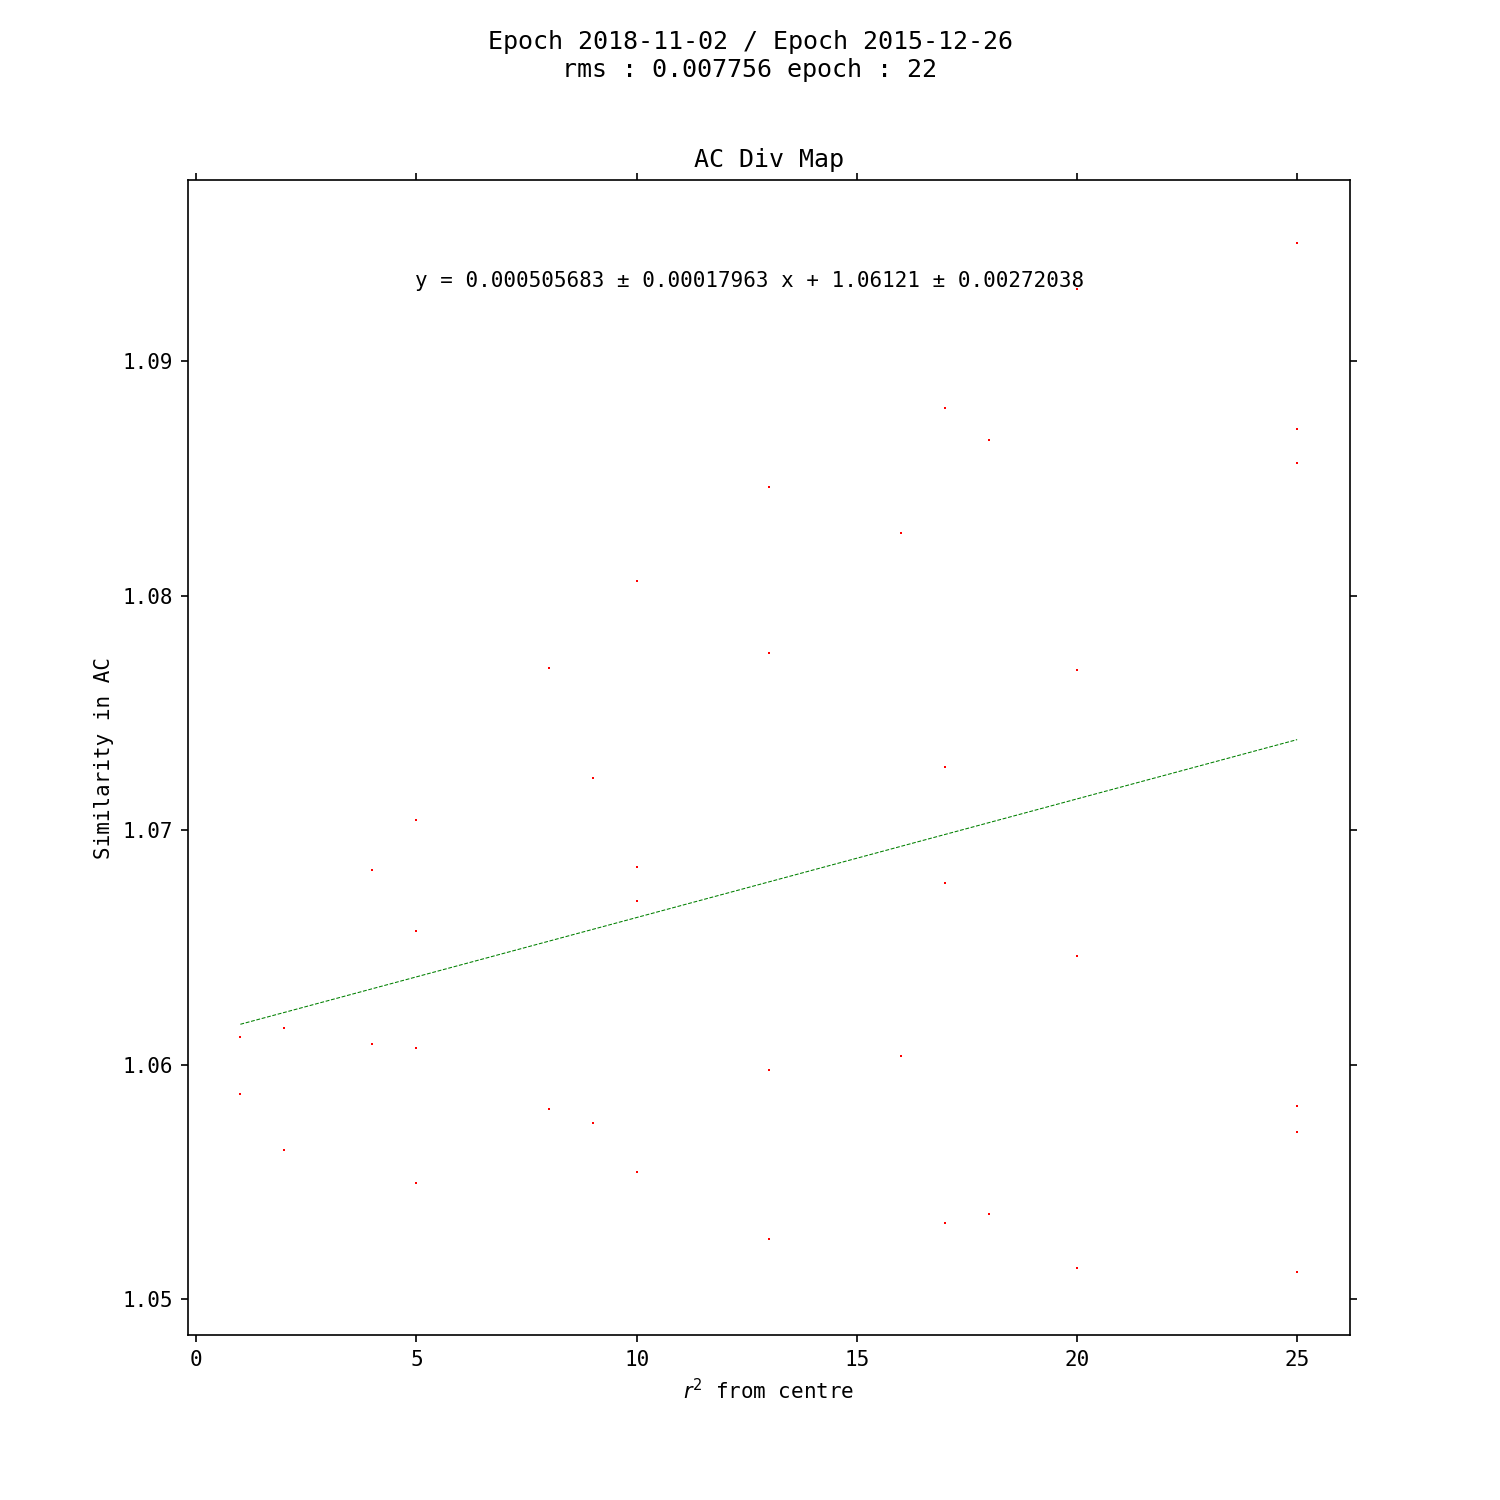 Epoch 2018-11-02 / Epoch 2015-12-26
rms : 0.007756 epoch : 22
AC Div Map
y = 0.000505683 ± 0.00017963 x + 1.06121 ± 0.00272038
1.09
1.08
1.07
1.06
1.05
Similarity in AC
0 5 10 15 20 25
r² from centre